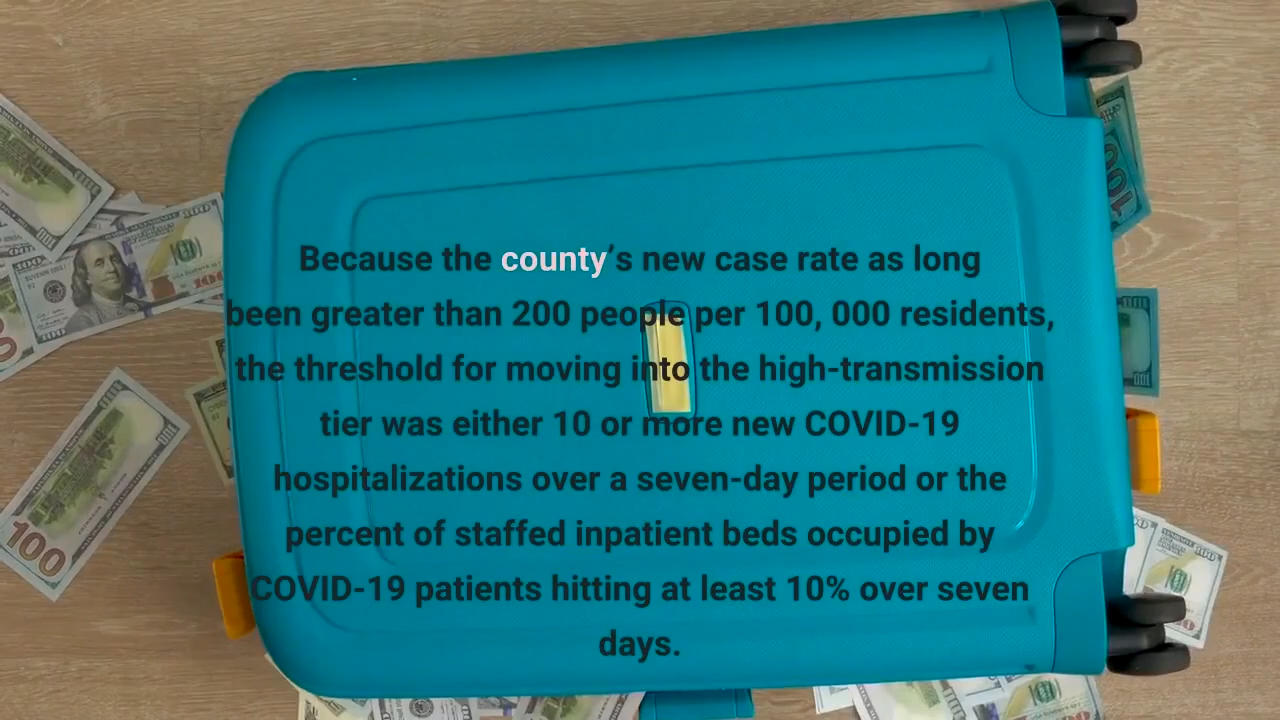 Because the county's new case rate as long
been greater than 200 people per 100, 000 residents,
the threshold for moving into the high-transmission
tier was either 10 or more new COVID-19
hospitalizations over a seven-day period or the
percent of staffed inpatient beds occupied by
COVID-19 patients hitting at least 10% over seven
days.
100